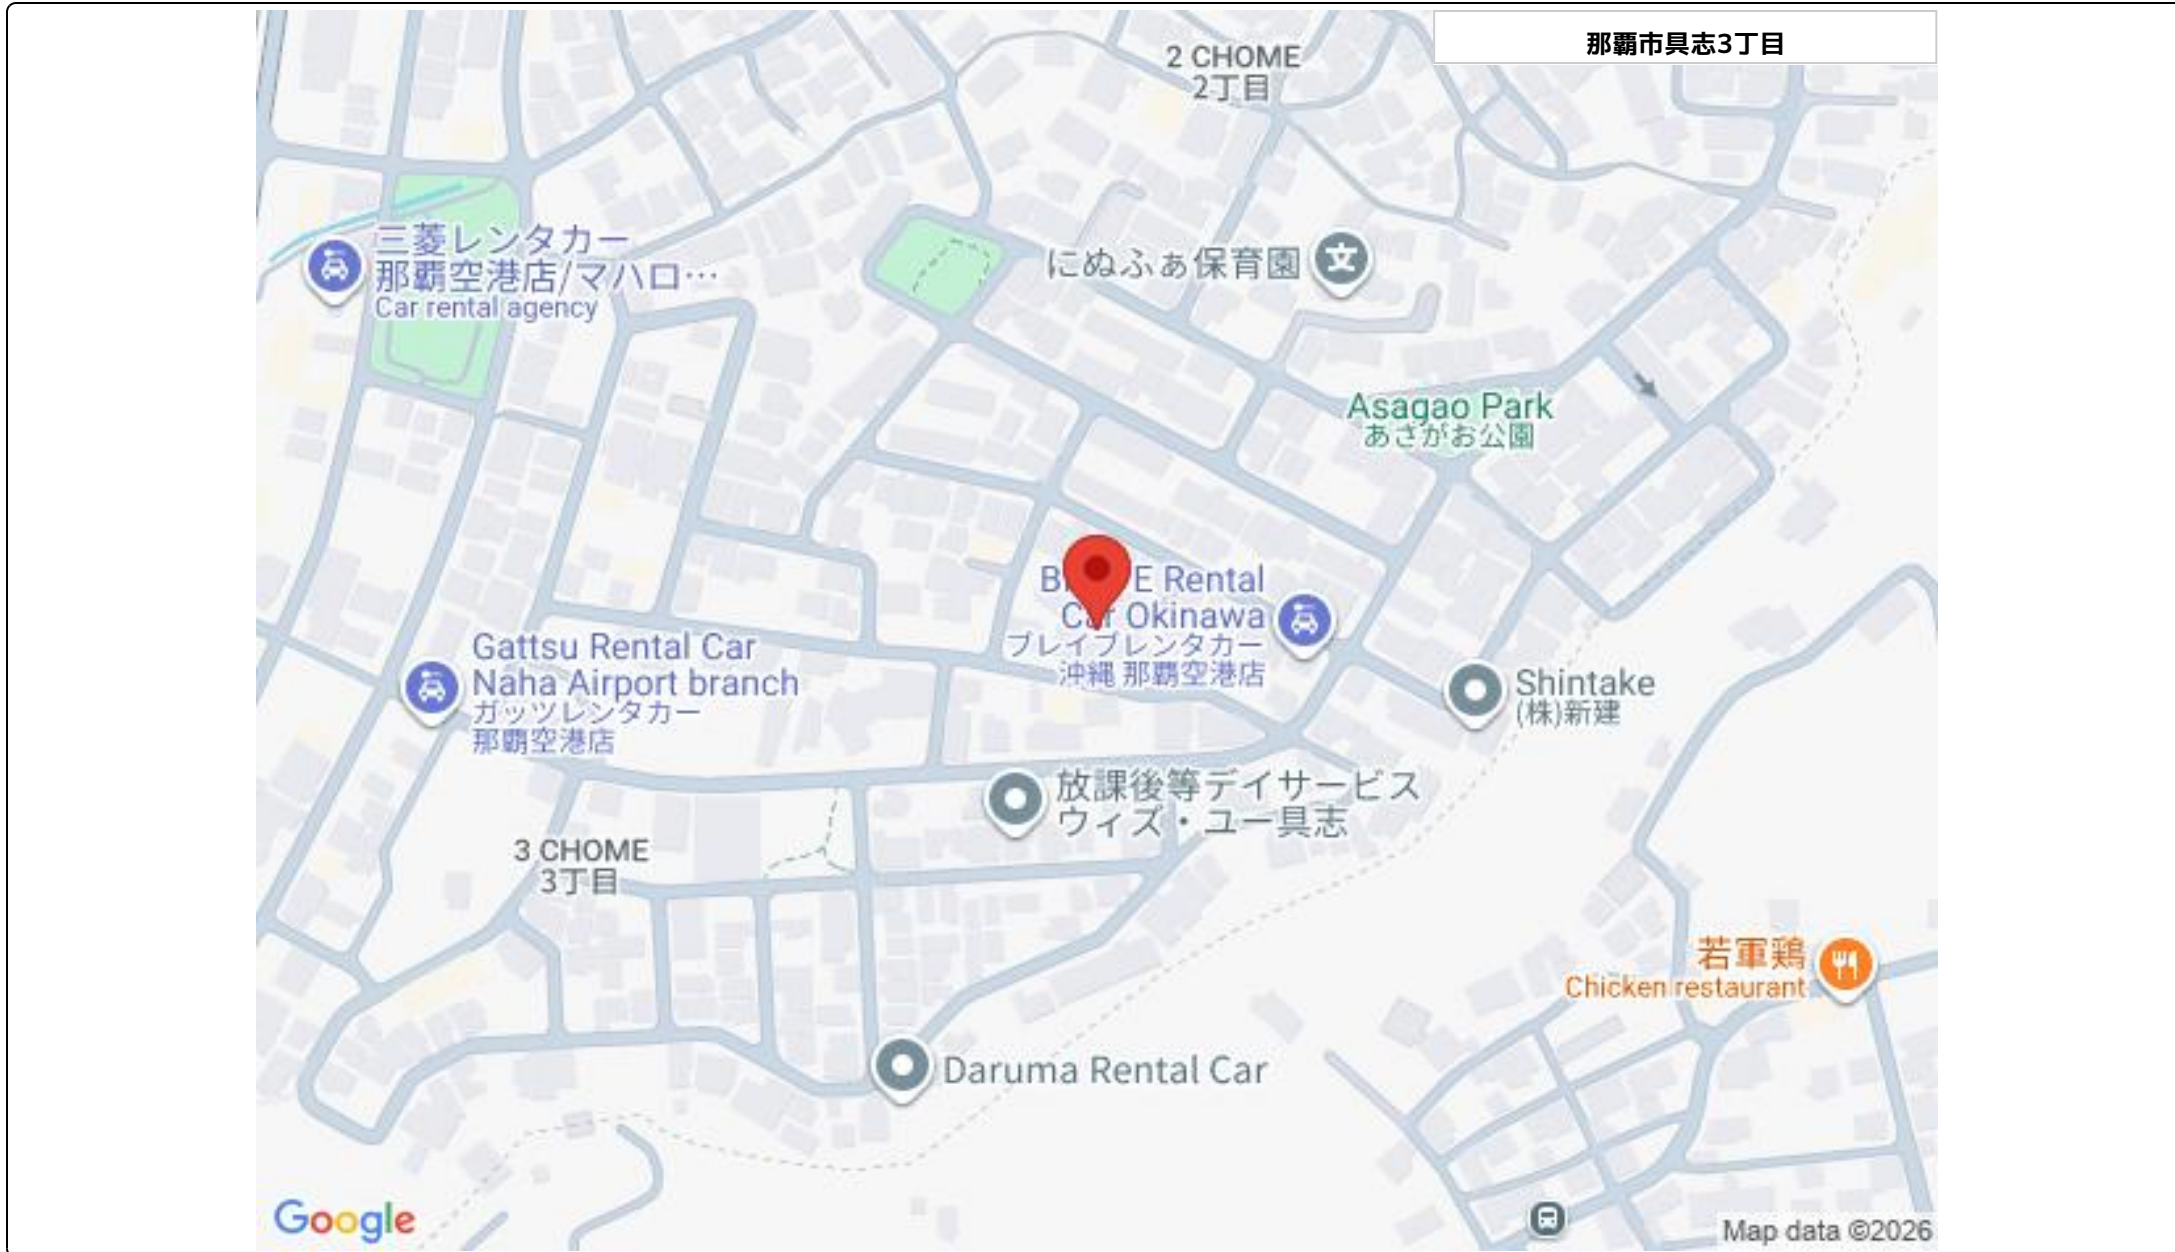 那覇市具志3丁目
2 CHOME
2丁目
三菱レンタカー
那覇空港店/マハロ…
Car rental agency
にぬふぁ保育園
Asagao Park
あさがお公園
E Rental
Car Okinawa
ブレイブレンタカー
沖縄 那覇空港店
Gattsu Rental Car
Naha Airport branch
ガッツレンタカー
那覇空港店
Shintake
(株)新建
放課後等デイサービス
ウィズ・ユー具志
3 CHOME
3丁目
若軍鶏
Chicken restaurant
Daruma Rental Car
Google
Map data ©2026